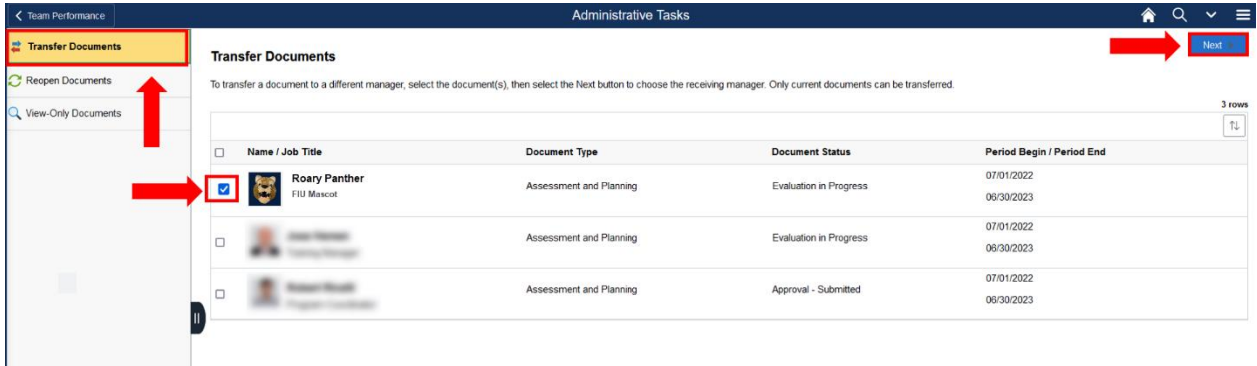 Team Performance
Administrative Tasks
Transfer Documents
Reopen Documents
View-Only Documents
Transfer Documents
Next
To transfer a document to a different manager, select the document(s), then select the Next button to choose the receiving manager. Only current documents can be transferred.
3 rows
Name / Job Title Document Type Document Status Period Begin / Period End
Roary Panther
FIU Mascot
Assessment and Planning
Evaluation in Progress
07/01/2022
06/30/2023
Assessment and Planning
Evaluation in Progress
07/01/2022
06/30/2023
Assessment and Planning
Approval - Submitted
07/01/2022
06/30/2023